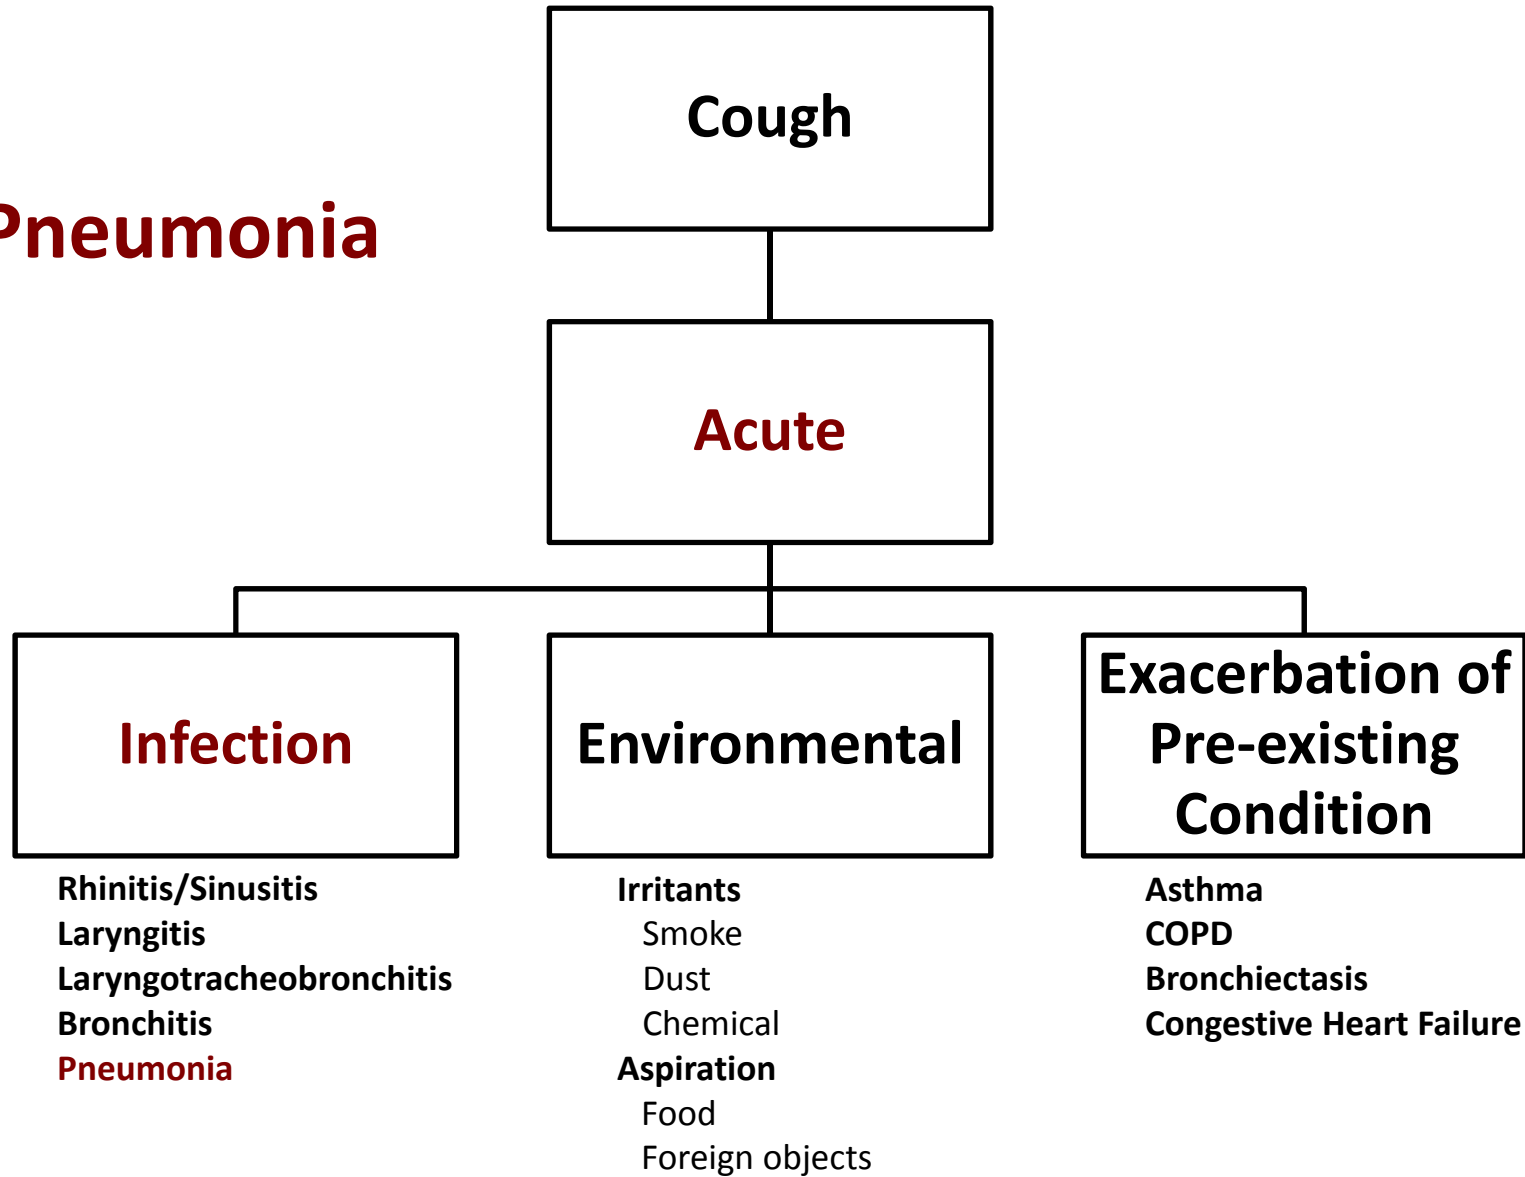 Cough
Pneumonia
Acute
Infection
Environmental
Exacerbation of
Pre-existing
Condition
Rhinitis/Sinusitis
Laryngitis
Laryngotracheobronchitis
Bronchitis
Pneumonia
Irritants
Smoke
Dust
Chemical
Aspiration
Food
Foreign objects
Asthma
COPD
Bronchiectasis
Congestive Heart Failure